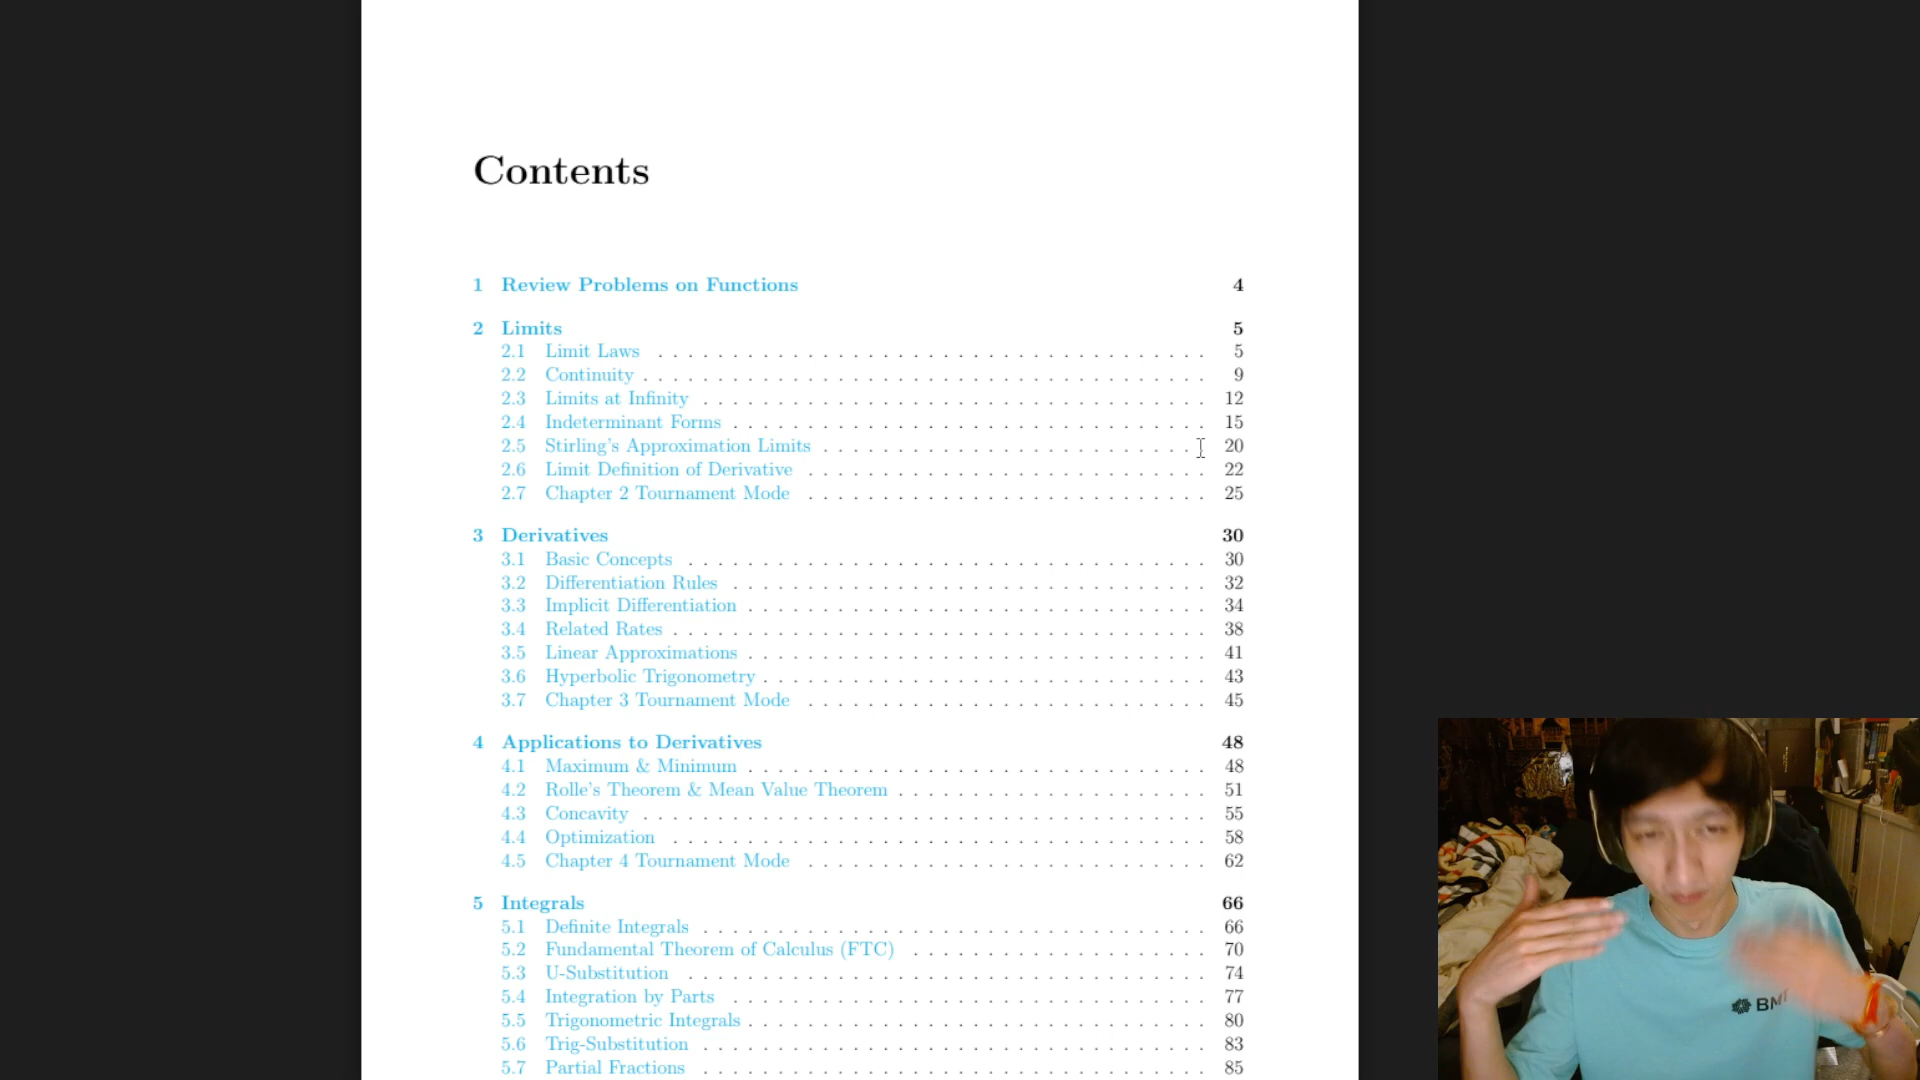 Contents
1 Review Problems on Functions 4
2 Limits 5
2.1 Limit Laws . . . . . . . . . . . . . . . . . . . . . . . . . . . . . . . . . . . . . 5
2.2 Continuity . . . . . . . . . . . . . . . . . . . . . . . . . . . . . . . . . . . . . . 9
2.3 Limits at Infinity . . . . . . . . . . . . . . . . . . . . . . . . . . . . . . . . . . 12
2.4 Indeterminant Forms . . . . . . . . . . . . . . . . . . . . . . . . . . . . . . . . 15
2.5 Stirling's Approximation Limits . . . . . . . . . . . . . . . . . . . . . . . . . . 20
2.6 Limit Definition of Derivative . . . . . . . . . . . . . . . . . . . . . . . . . . . 22
2.7 Chapter 2 Tournament Mode . . . . . . . . . . . . . . . . . . . . . . . . . . . 25
3 Derivatives 30
3.1 Basic Concepts . . . . . . . . . . . . . . . . . . . . . . . . . . . . . . . . . . . 30
3.2 Differentiation Rules . . . . . . . . . . . . . . . . . . . . . . . . . . . . . . . . 32
3.3 Implicit Differentiation . . . . . . . . . . . . . . . . . . . . . . . . . . . . . . . 34
3.4 Related Rates . . . . . . . . . . . . . . . . . . . . . . . . . . . . . . . . . . . . 38
3.5 Linear Approximations . . . . . . . . . . . . . . . . . . . . . . . . . . . . . . . 41
3.6 Hyperbolic Trigonometry . . . . . . . . . . . . . . . . . . . . . . . . . . . . . . 43
3.7 Chapter 3 Tournament Mode . . . . . . . . . . . . . . . . . . . . . . . . . . . 45
4 Applications to Derivatives 48
4.1 Maximum & Minimum . . . . . . . . . . . . . . . . . . . . . . . . . . . . . . . 48
4.2 Rolle's Theorem & Mean Value Theorem . . . . . . . . . . . . . . . . . . . . . 51
4.3 Concavity . . . . . . . . . . . . . . . . . . . . . . . . . . . . . . . . . . . . . . 55
4.4 Optimization . . . . . . . . . . . . . . . . . . . . . . . . . . . . . . . . . . . . 58
4.5 Chapter 4 Tournament Mode . . . . . . . . . . . . . . . . . . . . . . . . . . . 62
5 Integrals 66
5.1 Definite Integrals . . . . . . . . . . . . . . . . . . . . . . . . . . . . . . . . . . 66
5.2 Fundamental Theorem of Calculus (FTC) . . . . . . . . . . . . . . . . . . . . 70
5.3 U-Substitution . . . . . . . . . . . . . . . . . . . . . . . . . . . . . . . . . . . 74
5.4 Integration by Parts . . . . . . . . . . . . . . . . . . . . . . . . . . . . . . . . 77
5.5 Trigonometric Integrals . . . . . . . . . . . . . . . . . . . . . . . . . . . . . . . 80
5.6 Trig-Substitution . . . . . . . . . . . . . . . . . . . . . . . . . . . . . . . . . . 83
5.7 Partial Fractions . . . . . . . . . . . . . . . . . . . . . . . . . . . . . . . . . . 85